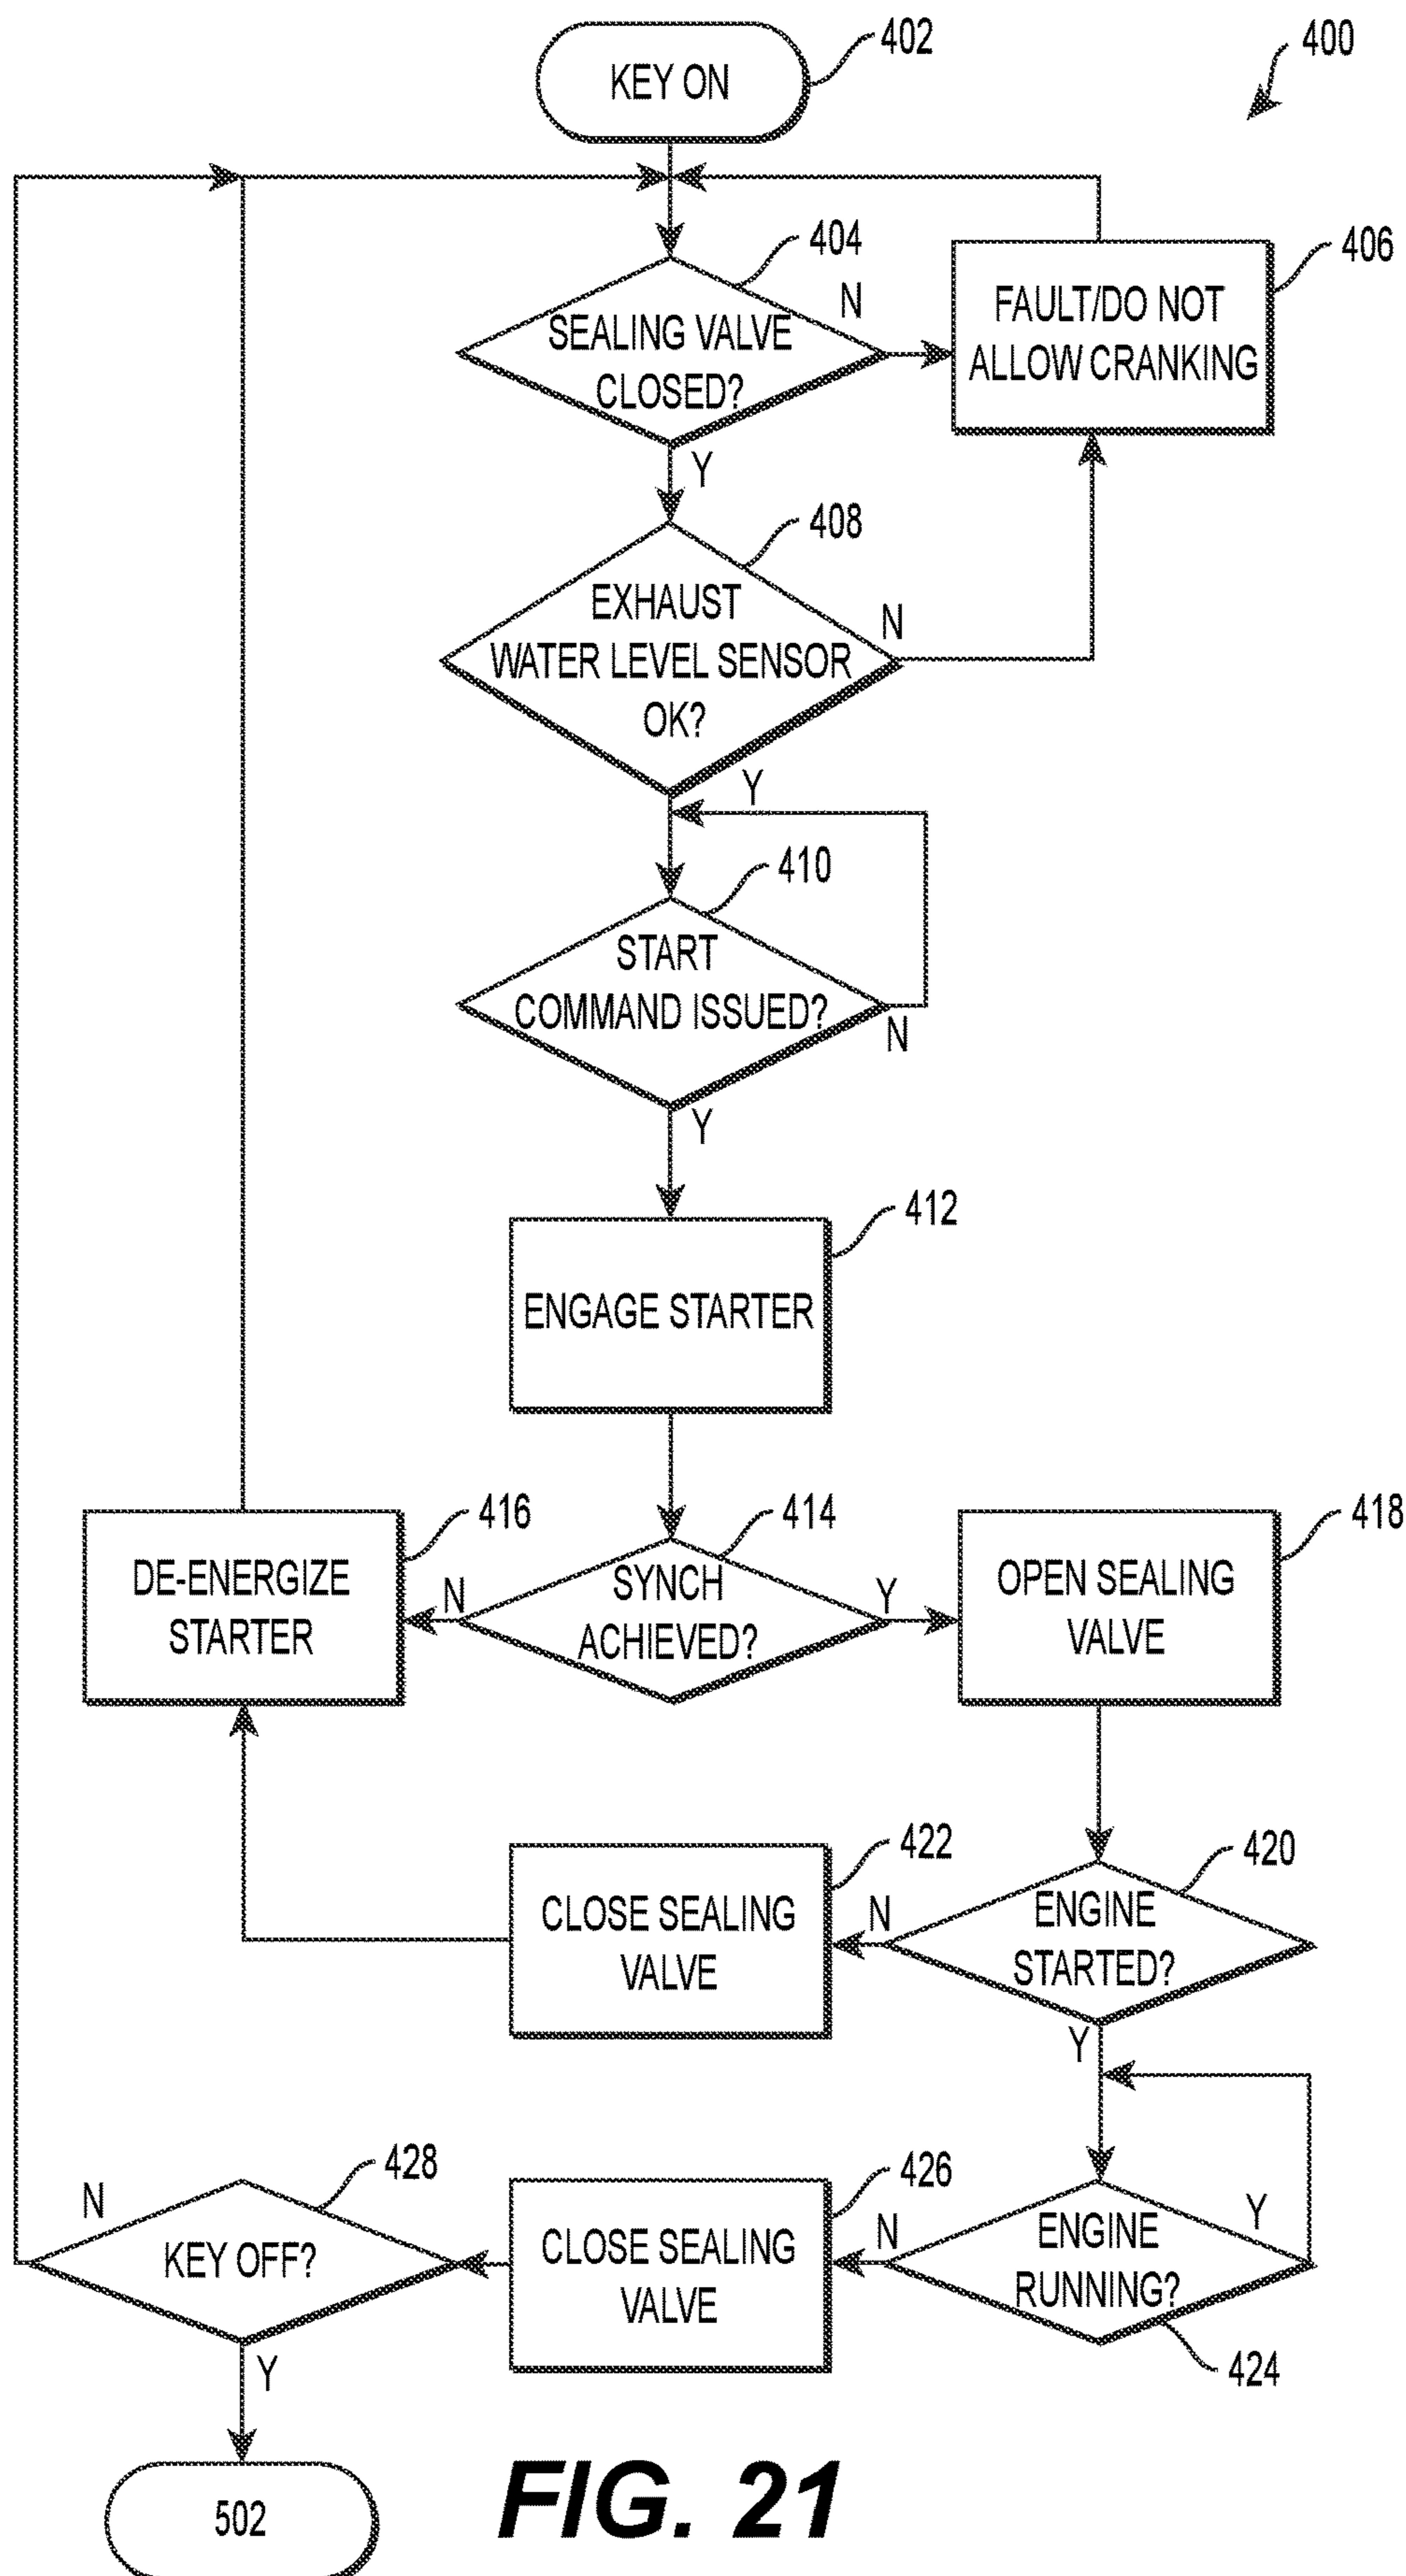 402
400
KEY ON
404
406
N
FAULT/DO NOT
ALLOW CRANKING
SEALING VALVE
CLOSED?
Y
408
EXHAUST
WATER LEVEL SENSOR
OK?
N
Y
410
START
COMMAND ISSUED?
N
Y
412
ENGAGE STARTER
416
414
418
DE-ENERGIZE
STARTER
N
SYNCH
ACHIEVED?
Y
OPEN SEALING
VALVE
422
420
CLOSE SEALING
VALVE
N
ENGINE
STARTED?
Y
428
426
N
KEY OFF?
CLOSE SEALING
VALVE
N
ENGINE
RUNNING?
Y
424
Y
502
FIG. 21